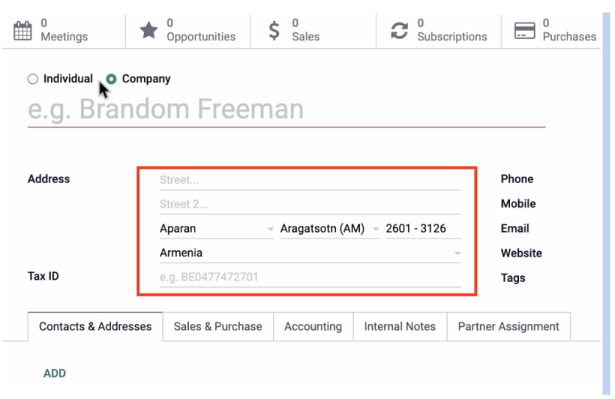 0 Meetings
0 Opportunities
$ 0 Sales
0 Subscriptions
0 Purchases
Individual Company
e.g. Brandom Freeman
Address Street... Phone
Street 2... Mobile
Aparan Aragatsotn (AM) 2601 - 3126 Email
Armenia Website
Tax ID e.g. BE0477472701 Tags
Contacts & Addresses Sales & Purchase Accounting Internal Notes Partner Assignment
ADD